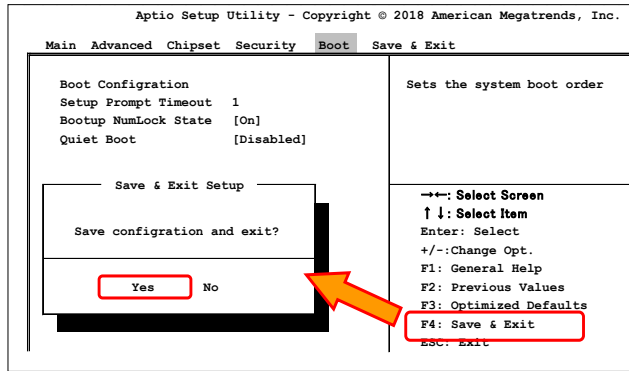 Aptio Setup Utility - Copyright © 2018 American Megatrends, Inc.
Main Advanced Chipset Security Boot Save & Exit
Boot Configration
Setup Prompt Timeout 1
Bootup NumLock State [On]
Quiet Boot [Disabled]
Sets the system boot order
Save & Exit Setup
Save configration and exit?
Yes No
→←: Select Screen
↑↓: Select Item
Enter: Select
+/-:Change Opt.
F1: General Help
F2: Previous Values
F3: Optimized Defaults
F4: Save & Exit
ESC: Exit